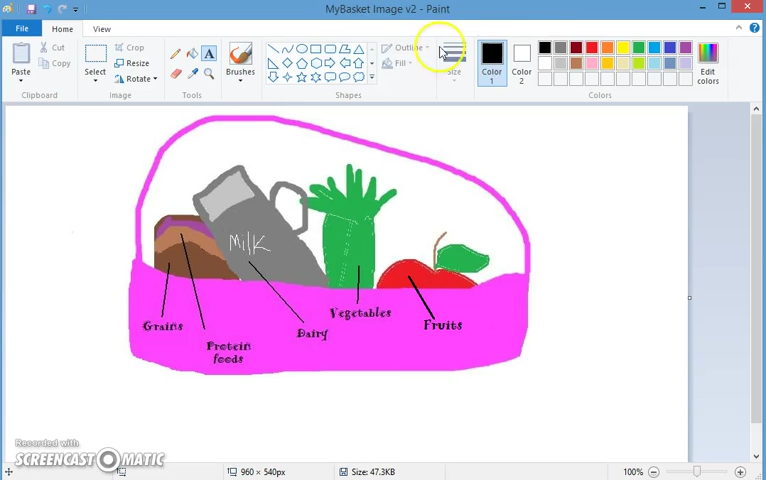 MyBasket Image v2 - Paint
File Home View
Cut
Copy
Paste
Clipboard
Crop
Resize
Rotate
Select
Image
A
Tools
Brushes
Outline
Fill
Shapes
Size
Color 1
Color 2
Edit colors
Colors
MilK
Grains
Protein
foods
Dairy
Vegetables
Fruits
Recorded with
SCREENCAST-O-MATIC
960 × 540px
Size: 47.3KB
100%